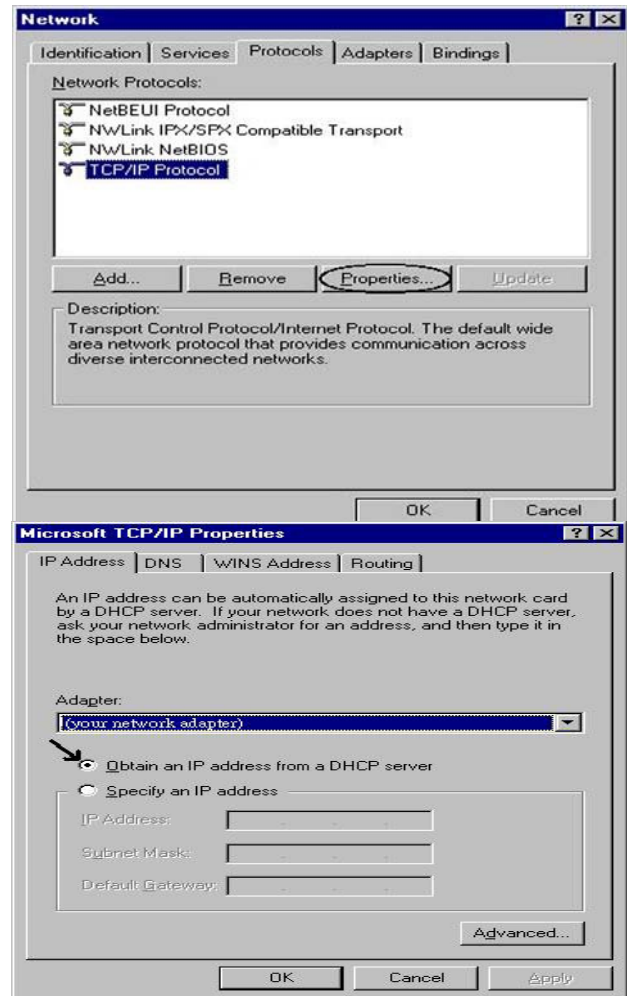 Network
Identification Services Protocols Adapters Bindings
Network Protocols:
NetBEUI Protocol
NWLink IPX/SPX Compatible Transport
NWLink NetBIOS
TCP/IP Protocol
Add... Remove Properties... Update
Description:
Transport Control Protocol/Internet Protocol. The default wide
area network protocol that provides communication across
diverse interconnected networks.
OK Cancel
Microsoft TCP/IP Properties
IP Address DNS WINS Address Routing
An IP address can be automatically assigned to this network card
by a DHCP server. If your network does not have a DHCP server,
ask your network administrator for an address, and then type it in
the space below.
Adapter:
(your network adapter)
Obtain an IP address from a DHCP server
Specify an IP address
IP Address:
Subnet Mask:
Default Gateway:
Advanced...
OK Cancel Apply